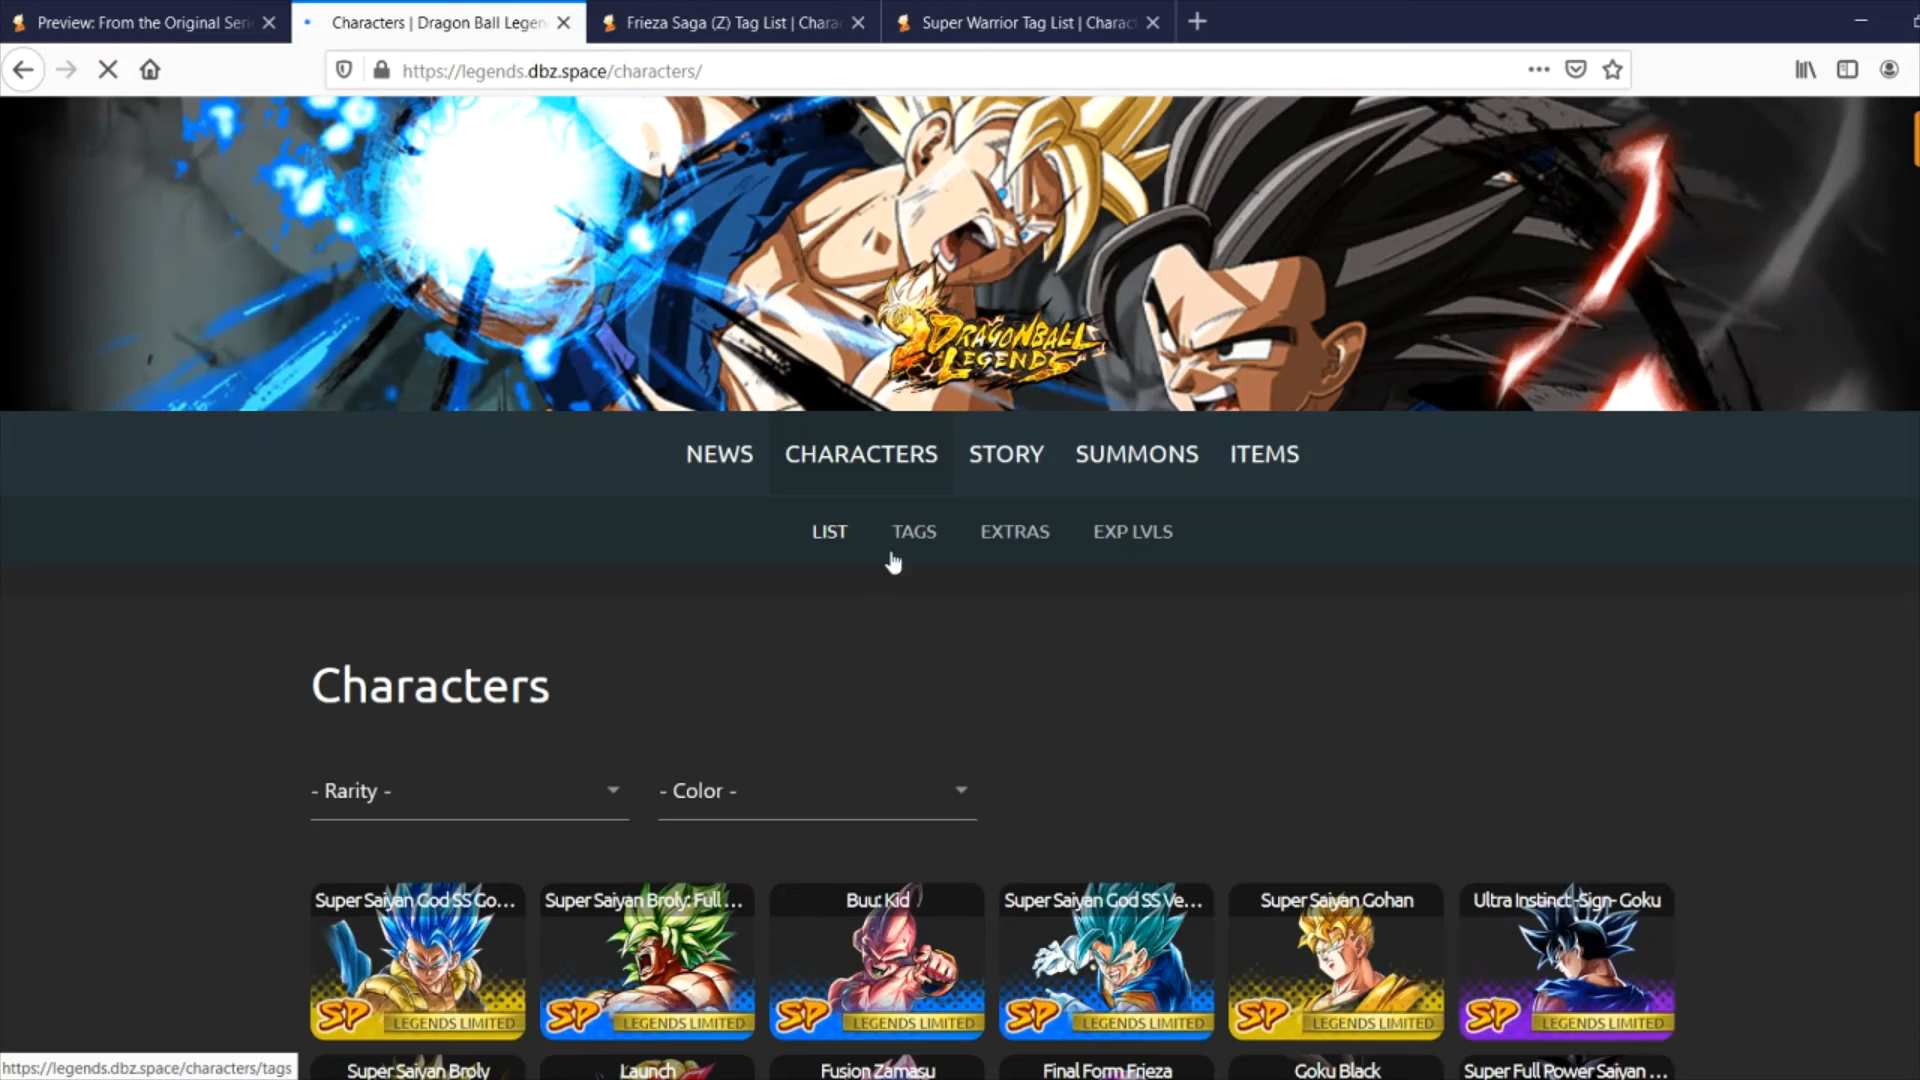 Preview: From the Original Seri
Characters | Dragon Ball Legen
Frieza Saga (Z) Tag List | Chara
Super Warrior Tag List | Charact
https://legends.dbz.space/characters/
DRAGONBALL
LEGENDS
NEWS CHARACTERS STORY SUMMONS ITEMS
LIST TAGS EXTRAS EXP LVLS
Characters
- Rarity -
- Color -
Super Saiyan God SS Go...
SP LEGENDS LIMITED
Super Saiyan Broly: Full ...
SP LEGENDS LIMITED
Buu: Kid
SP LEGENDS LIMITED
Super Saiyan God SS Ve...
SP LEGENDS LIMITED
Super Saiyan Gohan
SP LEGENDS LIMITED
Ultra Instinct -Sign- Goku
SP LEGENDS LIMITED
Super Saiyan Broly
Launch
Fusion Zamasu
Final Form Frieza
Goku Black
Super Full Power Saiyan ...
https://legends.dbz.space/characters/tags